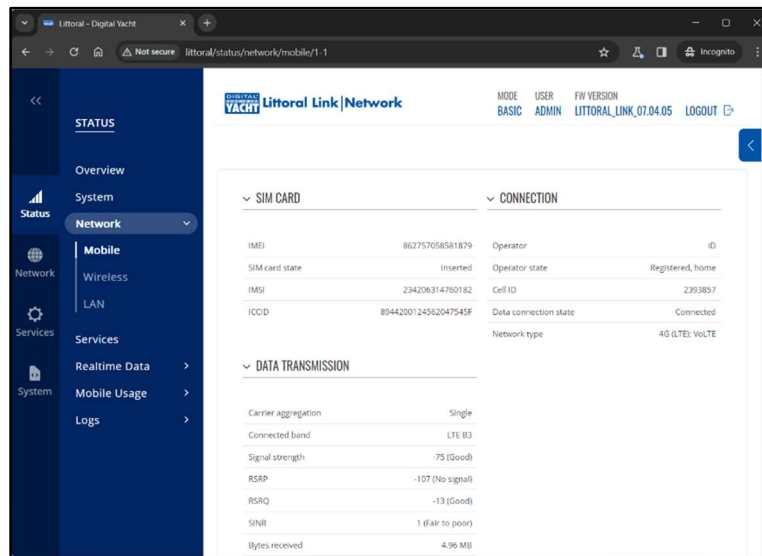 Littoral - Digital Yacht
Not secure littoral/status/network/mobile/1-1
Incognito
STATUS
Overview
System
Network
Mobile
Wireless
LAN
Services
Realtime Data
Mobile Usage
Logs
Status
Network
Services
System
DIGITAL YACHT Littoral Link|Network
MODE USER FW VERSION
BASIC ADMIN LITTORAL_LINK_07.04.05 LOGOUT
SIM CARD
IMEI 862757058581879
SIM card state Inserted
IMSI 234206314760182
ICCID 8944200124562047545F
CONNECTION
Operator iD
Operator state Registered, home
Cell ID 2393857
Data connection state Connected
Network type 4G (LTE); VoLTE
DATA TRANSMISSION
Carrier aggregation Single
Connected band LTE B3
Signal strength -75 (Good)
RSRP -107 (No signal)
RSRQ -13 (Good)
SINR 1 (Fair to poor)
Bytes received 4.96 MB